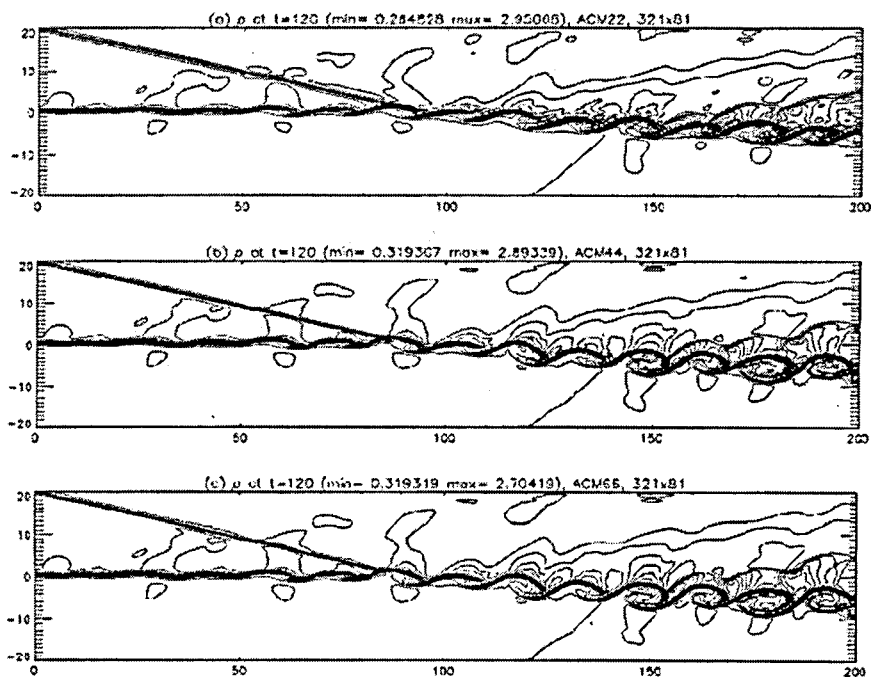 (a) ρ at t=120 (min= 0.284828 max= 2.93006), ACM22, 321x81
20
10
0
-10
-20
0 50 100 150 200
(b) ρ at t=120 (min= 0.319307 max= 2.89339), ACM44, 321x81
20
10
0
-10
-20
0 50 100 150 200
(c) ρ at t=120 (min= 0.319319 max= 2.70419), ACM66, 321x81
20
10
0
-10
-20
0 50 100 150 200